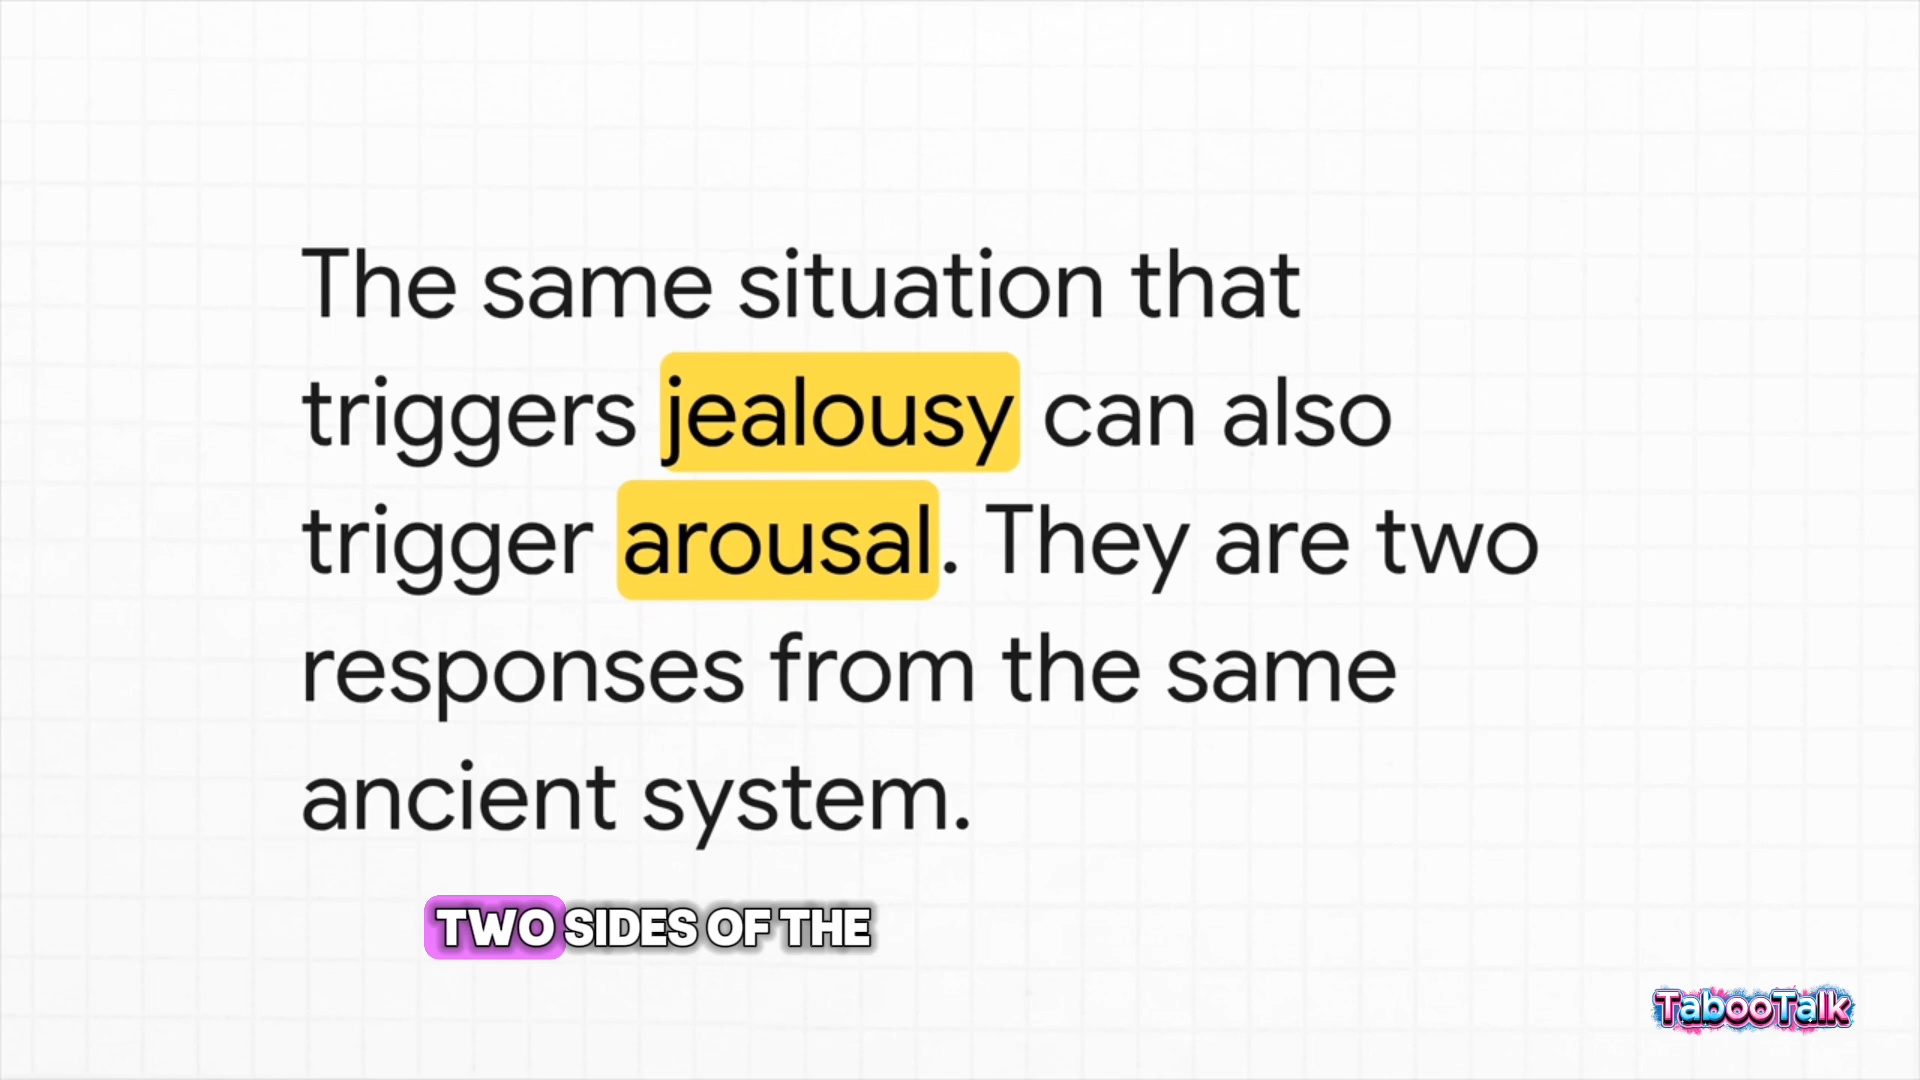 The same situation that
triggers jealousy can also
trigger arousal. They are two
responses from the same
ancient system.
TWO SIDES OF THE
TabooTalk